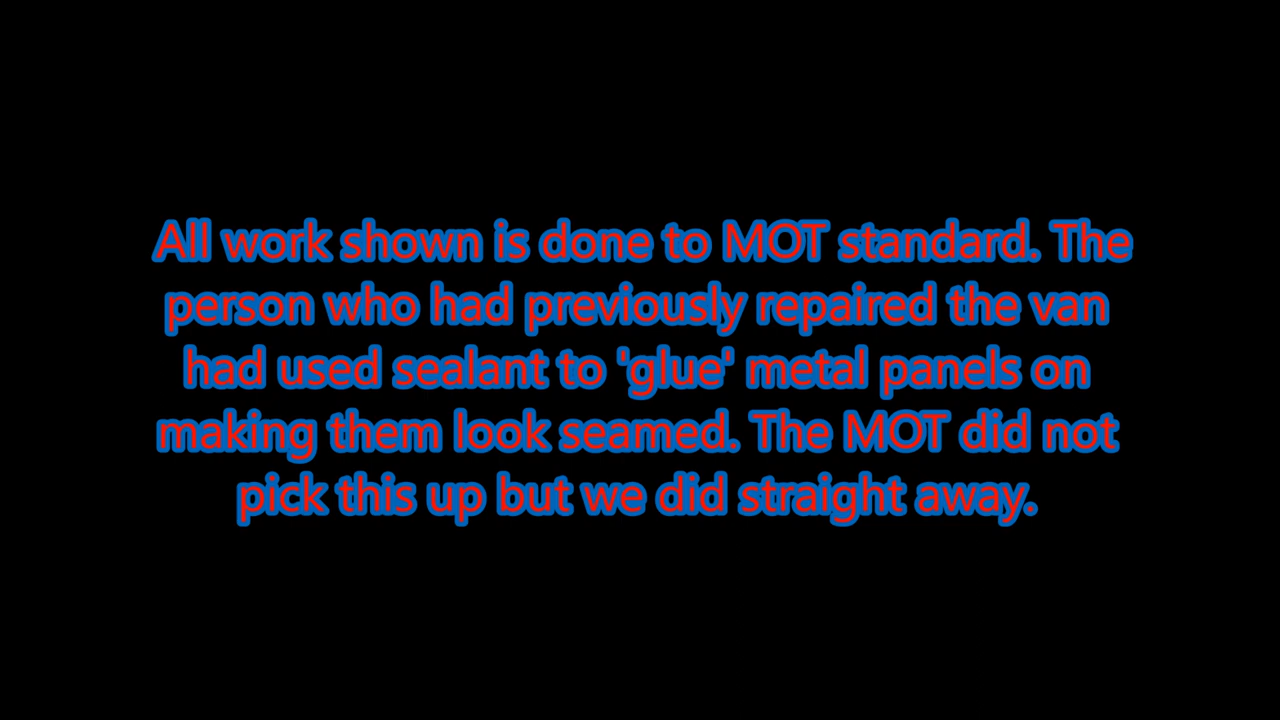 All work shown is done to MOT standard. The
person who had previously repaired the van
had used sealant to 'glue' metal panels on
making them look seamed. The MOT did not
pick this up but we did straight away.